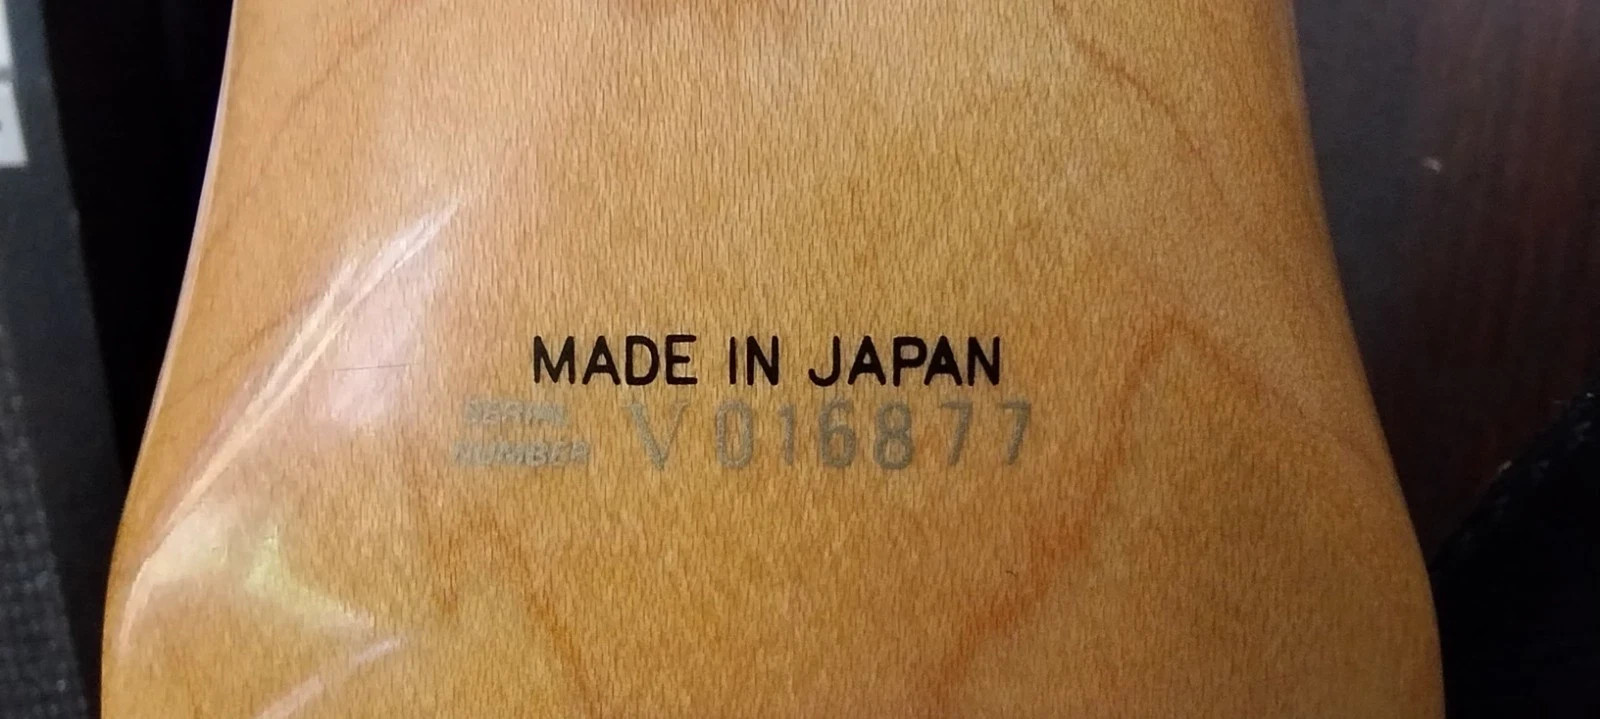 MADE IN JAPAN
SERIAL V016877
NUMBER